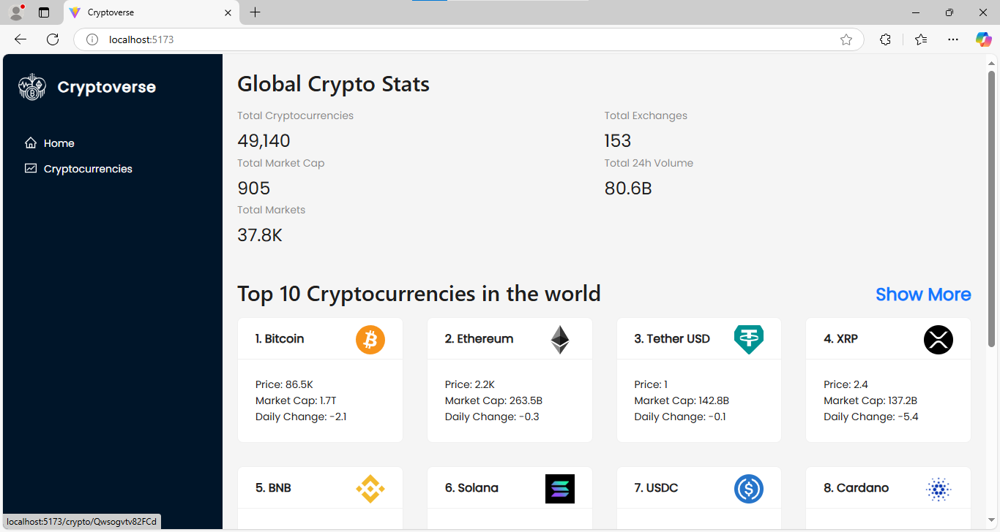 Cryptoverse
localhost:5173
Cryptoverse
Home
Cryptocurrencies
Global Crypto Stats
Total Cryptocurrencies
49,140
Total Exchanges
153
Total Market Cap
905
Total 24h Volume
80.6B
Total Markets
37.8K
Top 10 Cryptocurrencies in the world
Show More
1. Bitcoin
Price: 86.5K
Market Cap: 1.7T
Daily Change: -2.1
2. Ethereum
Price: 2.2K
Market Cap: 263.5B
Daily Change: -0.3
3. Tether USD
Price: 1
Market Cap: 142.8B
Daily Change: -0.1
4. XRP
Price: 2.4
Market Cap: 137.2B
Daily Change: -5.4
5. BNB
6. Solana
7. USDC
8. Cardano
localhost:5173/crypto/Qwsogvtv82FCd